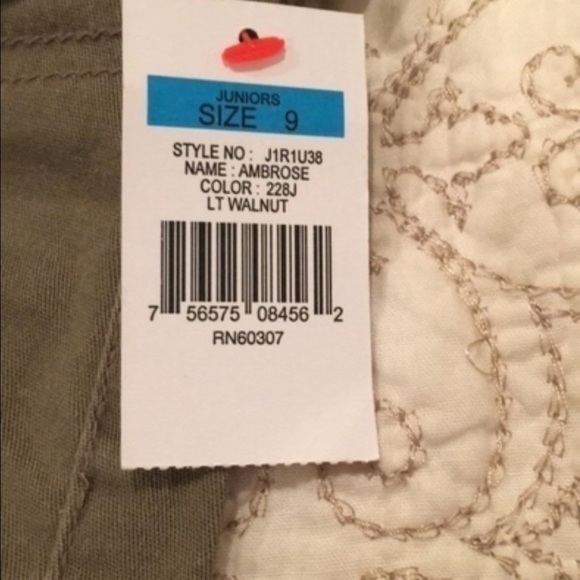 JUNIORS
SIZE 9
STYLE NO : J1R1U38
NAME : AMBROSE
COLOR : 228J
LT WALNUT
7 56575 08456 2
RN60307